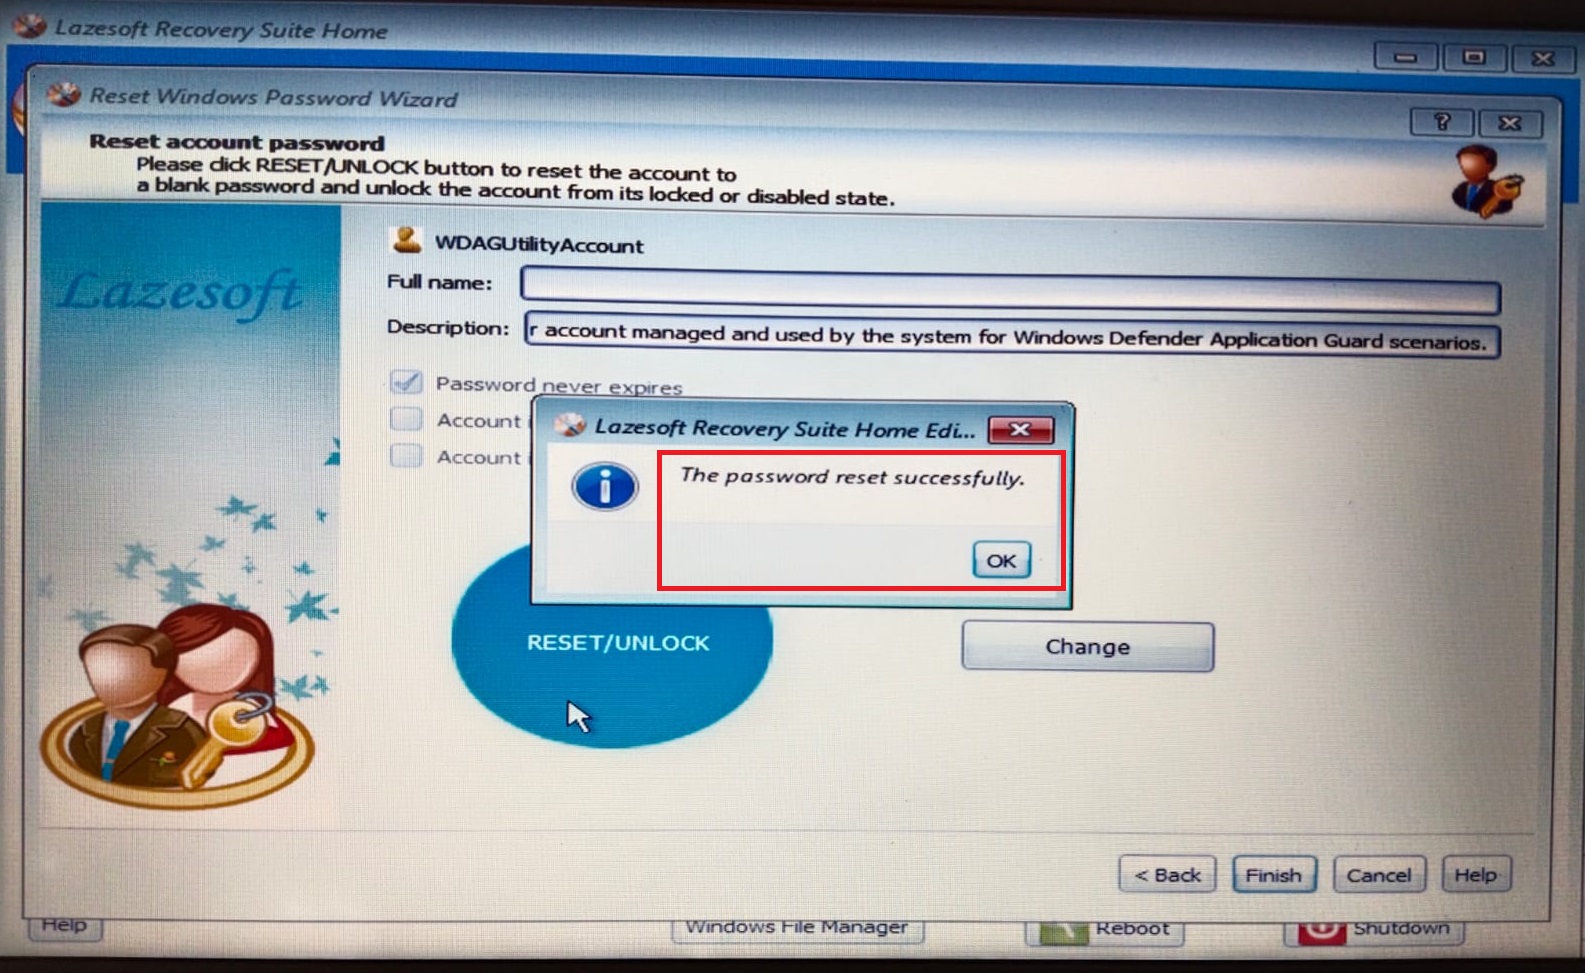 Lazesoft Recovery Suite Home
Reset Windows Password Wizard
?
Reset account password
Please click RESET/UNLOCK button to reset the account to
a blank password and unlock the account from its locked or disabled state.
Lazesoft
WDAGUtilityAccount
Full name:
Description: r account managed and used by the system for Windows Defender Application Guard scenarios.
Password never expires
Account
Account
Lazesoft Recovery Suite Home Edi...
i
The password reset successfully.
OK
RESET/UNLOCK
Change
< Back Finish Cancel Help
Help Windows File Manager Reboot Shutdown